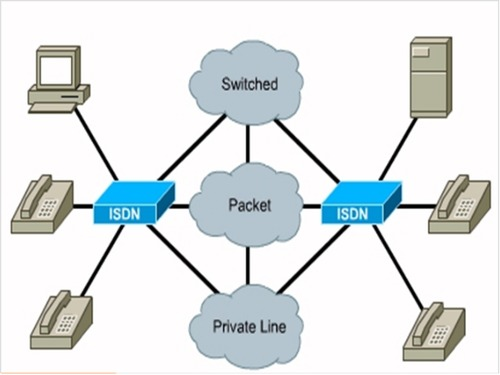 Switched
ISDN
Packet
ISDN
Private Line